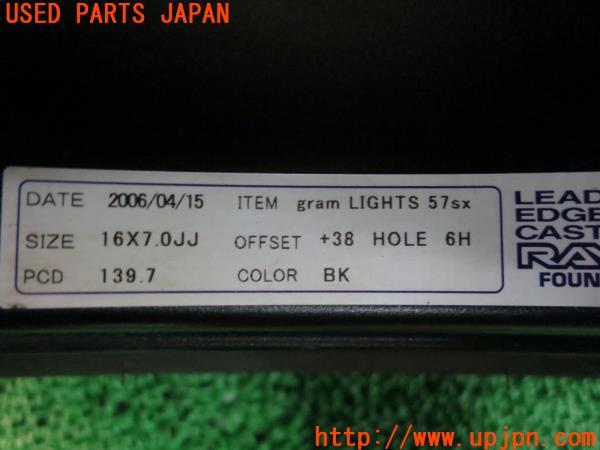 USED PARTS JAPAN
DATE 2006/04/15 ITEM gram LIGHTS 57sx
SIZE 16X7.0JJ OFFSET +38 HOLE 6H
PCD 139.7 COLOR BK
LEAD
EDGE
CAST
RA
FOUN
http://www.upjpn.com/